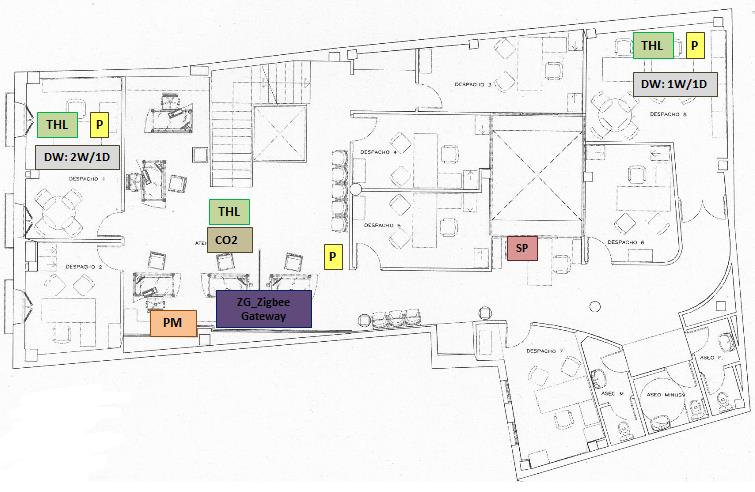 THL
P
DW: 1W/1D
DESPACHO 3
DESPACHO 8
THL
P
DW: 2W/1D
DESPACHO 4
DESPACHO 1
THL
DESPACHO 5
CO2
P
SP
DESPACHO 6
DESPACHO 2
ZG_Zigbee
Gateway
PM
DESPACHO 7
ASEO F.
ASEO M
ASEO MINUSV